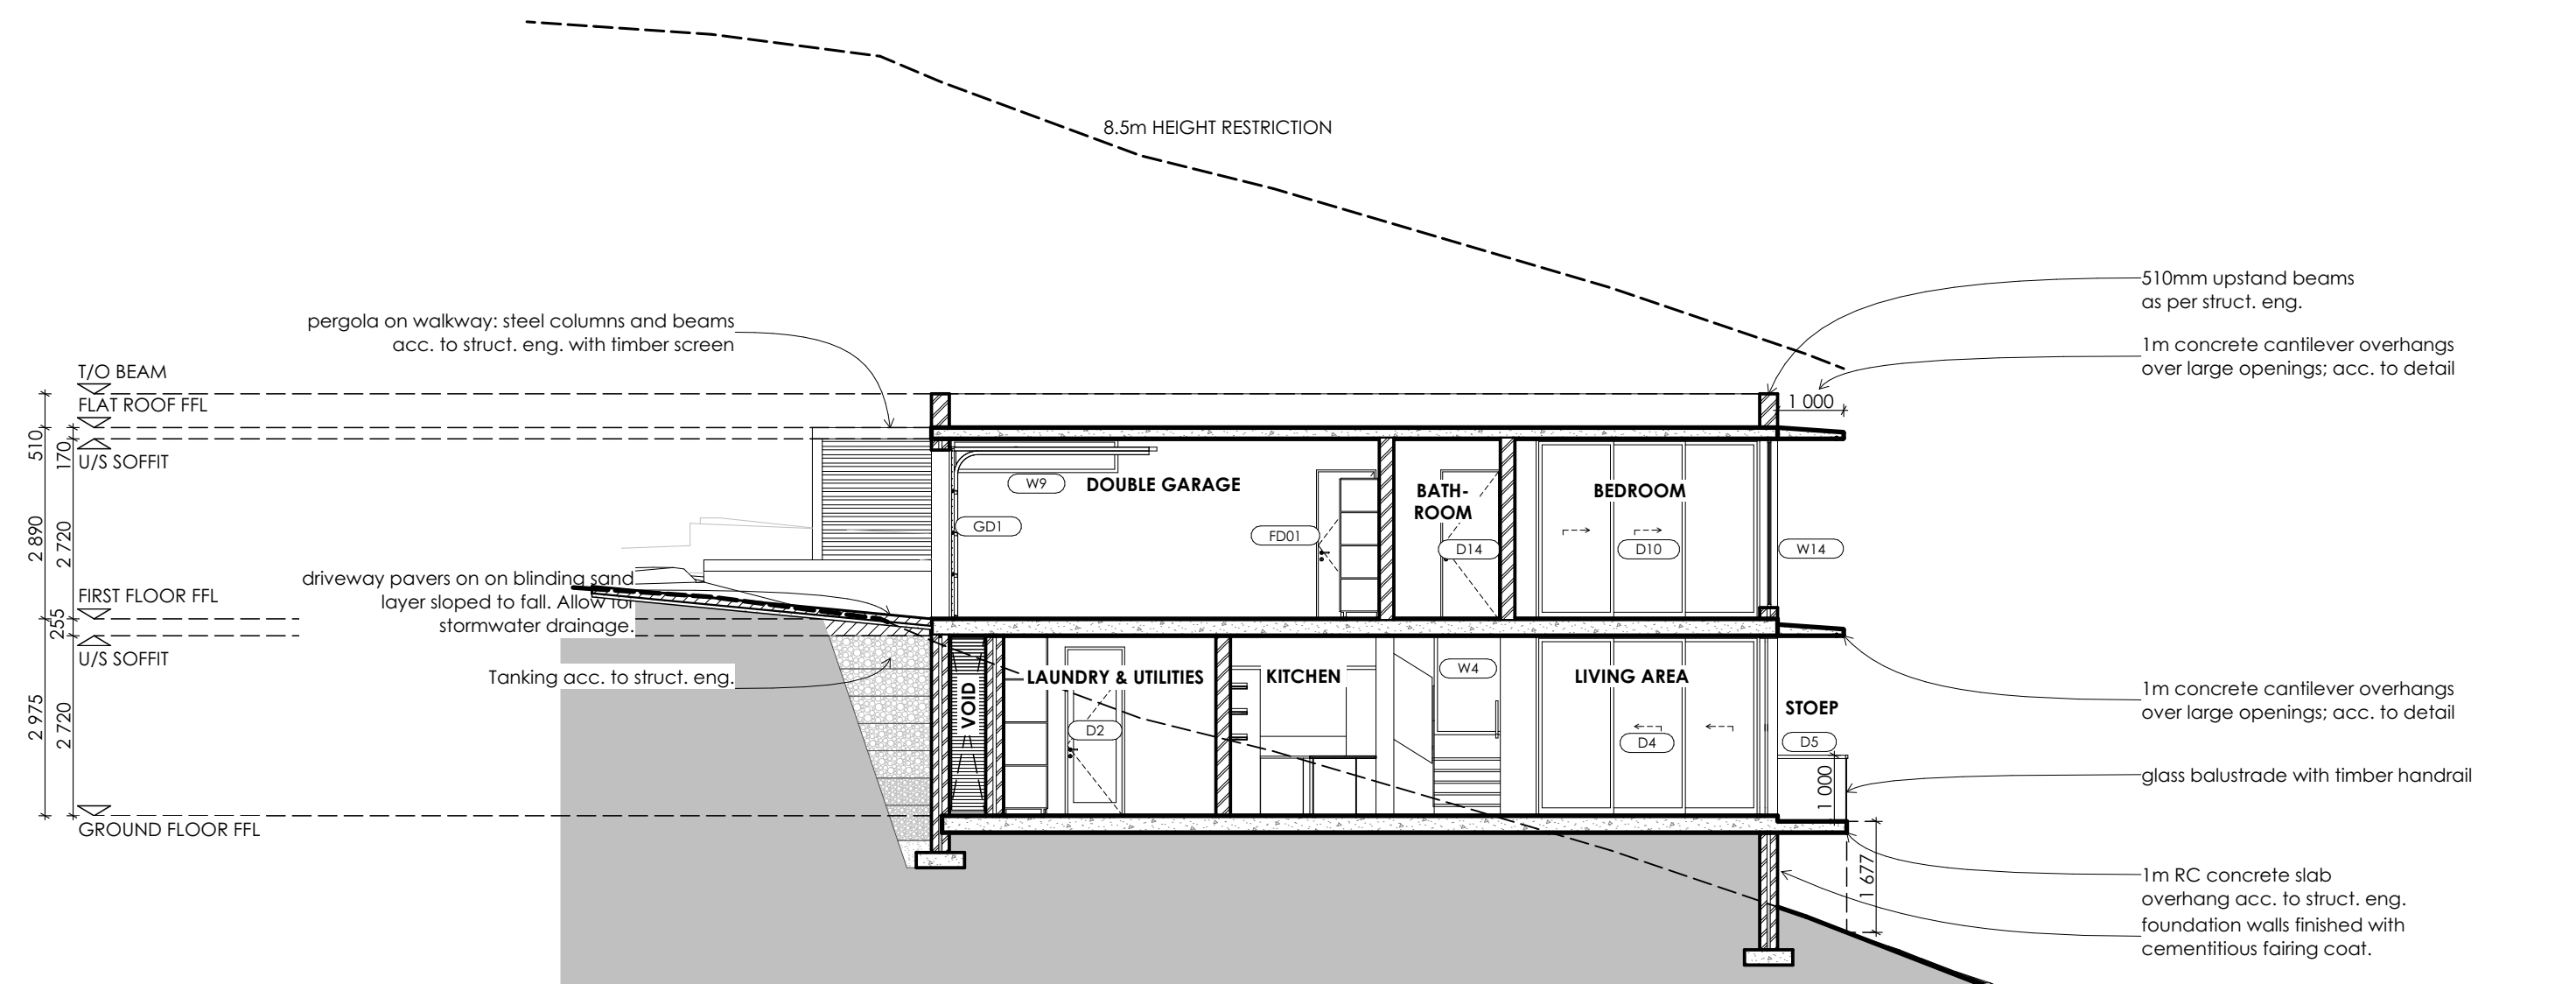 8.5m HEIGHT RESTRICTION
510mm upstand beams
as per struct. eng.
pergola on walkway: steel columns and beams
acc. to struct. eng. with timber screen
1m concrete cantilever overhangs
over large openings; acc. to detail
T/O BEAM
FLAT ROOF FFL
U/S SOFFIT
510
170
1 000
W9
DOUBLE GARAGE
BATH-
ROOM
BEDROOM
GD1
FD01
D14
D10
W14
2 890
2 720
driveway pavers on on blinding sand
layer sloped to fall. Allow for
stormwater drainage.
FIRST FLOOR FFL
255
U/S SOFFIT
Tanking acc. to struct. eng.
VOID
LAUNDRY & UTILITIES
KITCHEN
W4
LIVING AREA
STOEP
D2
D4
D5
1m concrete cantilever overhangs
over large openings; acc. to detail
2 975
2 720
1 000
glass balustrade with timber handrail
GROUND FLOOR FFL
1 677
1m RC concrete slab
overhang acc. to struct. eng.
foundation walls finished with
cementitious fairing coat.